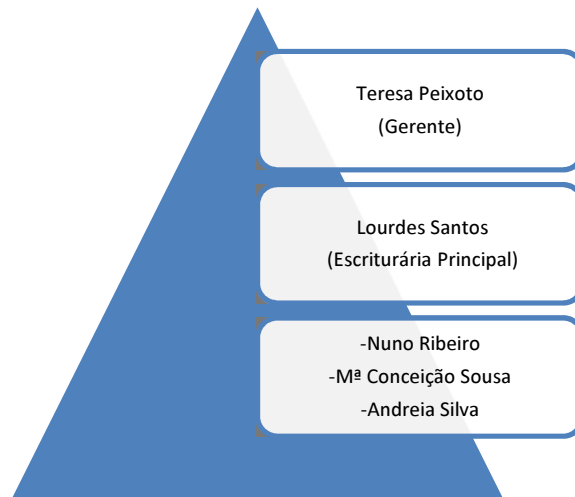 Teresa Peixoto
(Gerente)
Lourdes Santos
(Escriturária Principal)
-Nuno Ribeiro
-Mª Conceição Sousa
-Andreia Silva